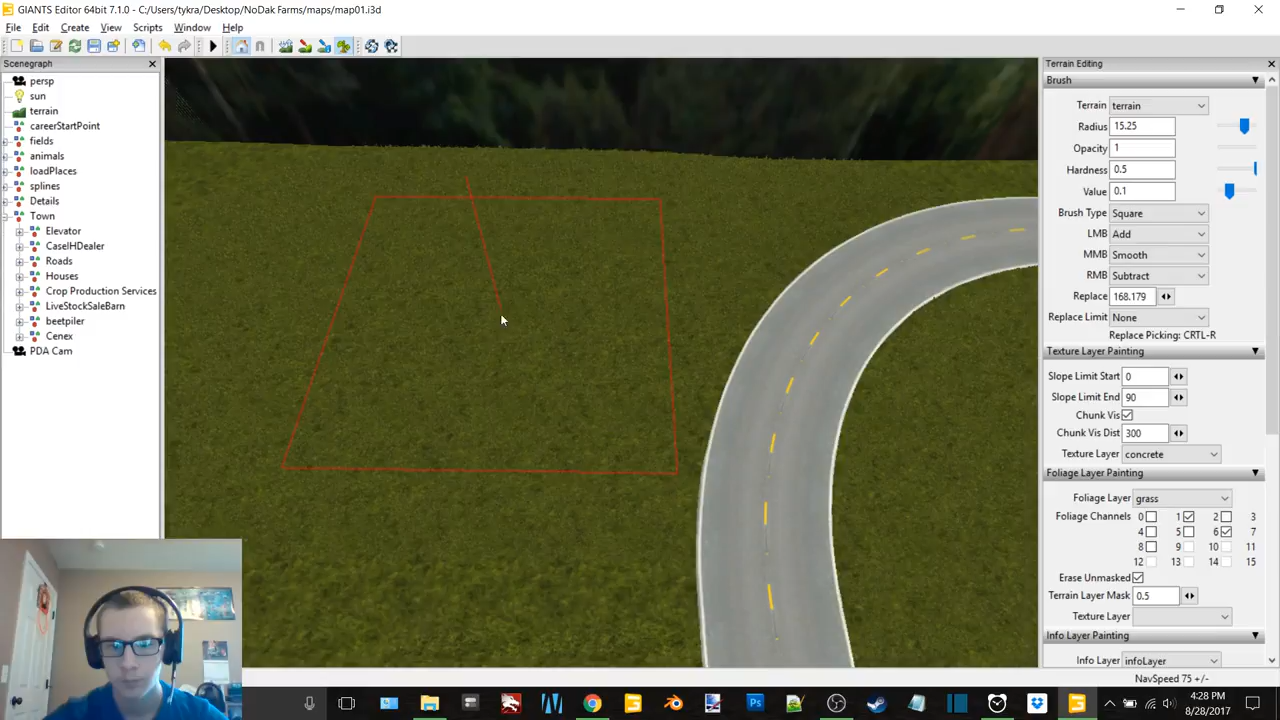 GIANTS Editor 64bit 7.1.0 - C:/Users/tykra/Desktop/NoDak Farms/maps/map01.i3d
File Edit Create View Scripts Window Help
Scenegraph
persp
sun
terrain
careerStartPoint
fields
animals
loadPlaces
splines
Details
Town
Elevator
CaseIHDealer
Roads
Houses
Crop Production Services
LiveStockSaleBarn
beetpiler
Cenex
PDA Cam
Terrain Editing
Brush
Terrain terrain
Radius 15.25
Opacity 1
Hardness 0.5
Value 0.1
Brush Type Square
LMB Add
MMB Smooth
RMB Subtract
Replace 168.179
Replace Limit None
Replace Picking: CRTL-R
Texture Layer Painting
Slope Limit Start 0
Slope Limit End 90
Chunk Vis
Chunk Vis Dist 300
Texture Layer concrete
Foliage Layer Painting
Foliage Layer grass
Foliage Channels 0 1 2 3
4 5 6 7
8 9 10 11
12 13 14 15
Erase Unmasked
Terrain Layer Mask 0.5
Texture Layer
Info Layer Painting
Info Layer infoLayer
NavSpeed 75 +/-
4:28 PM
8/28/2017